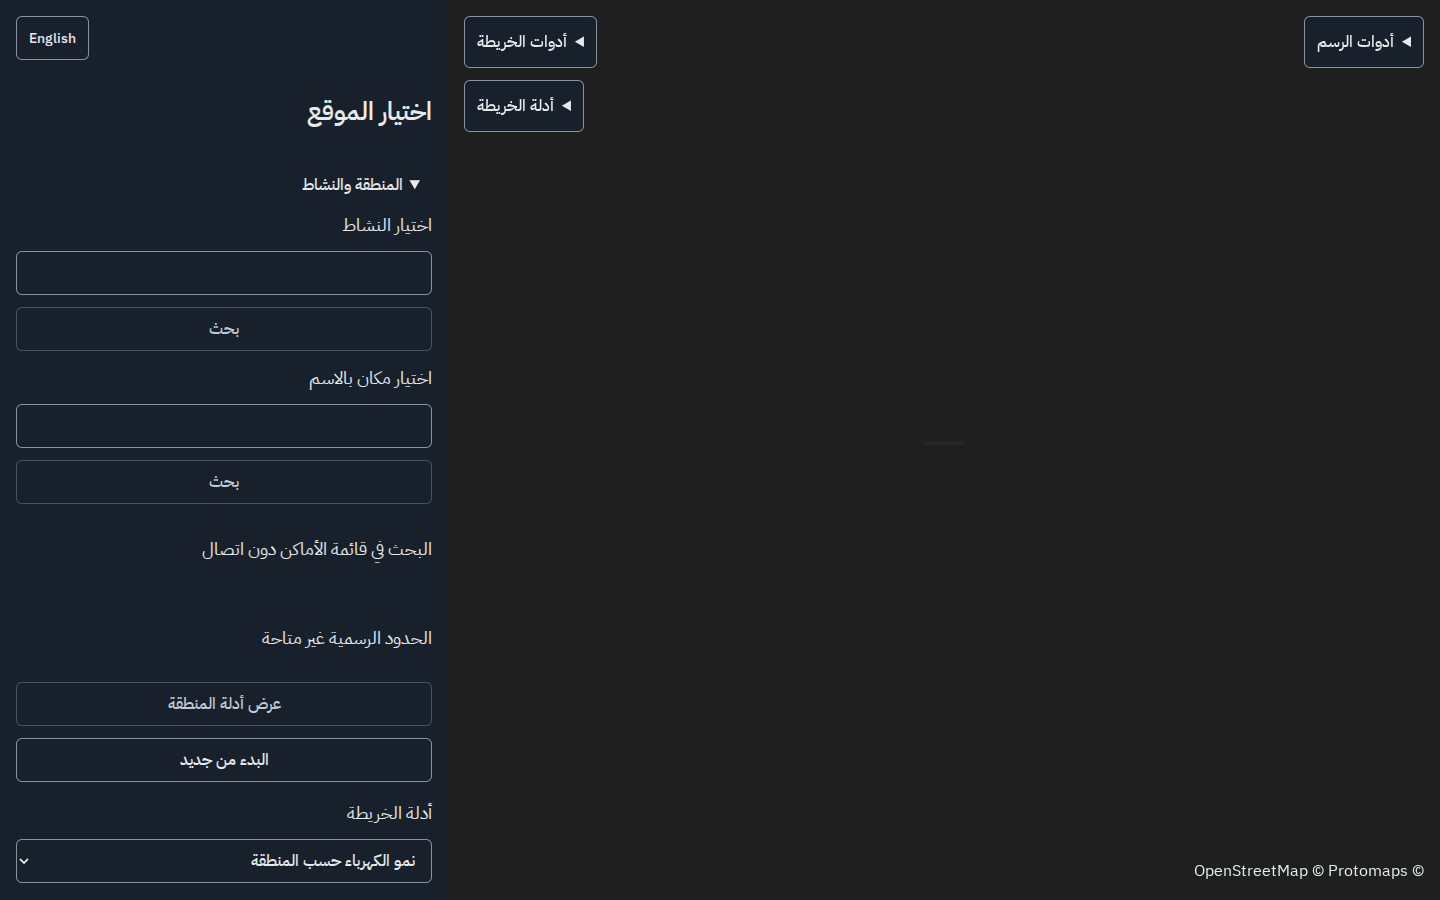 English
اختيار الموقع
المنطقة والنشاط
اختيار النشاط
بحث
اختيار مكان بالاسم
بحث
البحث في قائمة الأماكن دون اتصال
الحدود الرسمية غير متاحة
عرض أدلة المنطقة
البدء من جديد
أدلة الخريطة
نمو الكهرباء حسب المنطقة
أدوات الرسم
أدوات الخريطة
أدلة الخريطة
OpenStreetMap © Protomaps ©